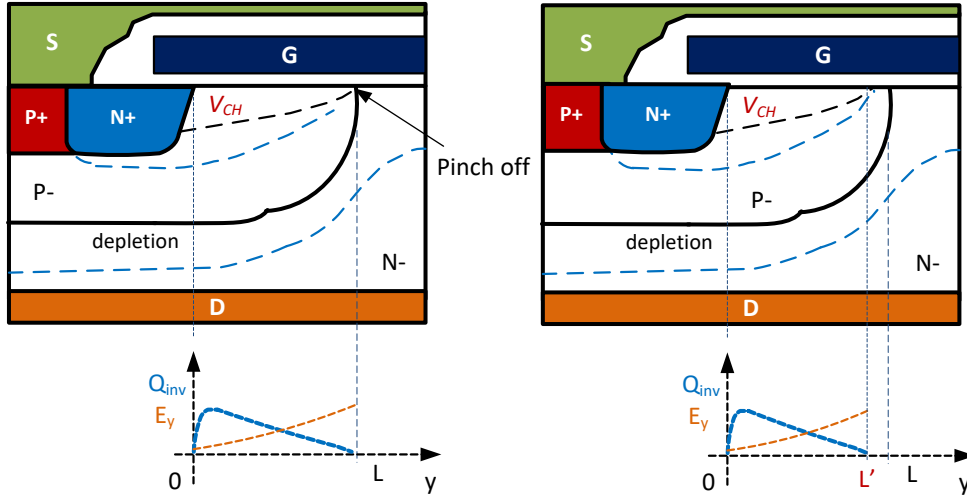 S
G
P+
N+
V_CH
Pinch off
P-
depletion
N-
D
Q_inv
E_y
0
L
y
S
G
P+
N+
V_CH
P-
depletion
N-
D
Q_inv
E_y
0
L’
L
y